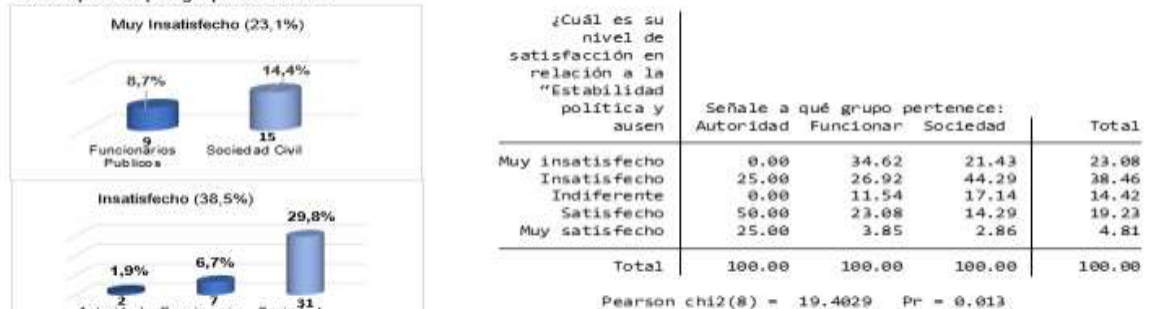 Muy Insatisfecho (23,1%)
8,7%
14,4%
9
15
Funcionarios
Publicos
Sociedad Civil
Insatisfecho (38,5%)
1,9%
6,7%
29,8%
2
7
31
¿Cuál es su
nivel de
satisfacción en
relación a la
"Estabilidad
política y
ausen
Señale a qué grupo pertenece:
Autoridad Funcionar Sociedad Total
Muy insatisfecho 0.00 34.62 21.43 23.08
Insatisfecho 25.00 26.92 44.29 38.46
Indiferente 0.00 11.54 17.14 14.42
Satisfecho 50.00 23.08 14.29 19.23
Muy satisfecho 25.00 3.85 2.86 4.81
Total 100.00 100.00 100.00 100.00
Pearson chi2(8) = 19.4029 Pr = 0.013